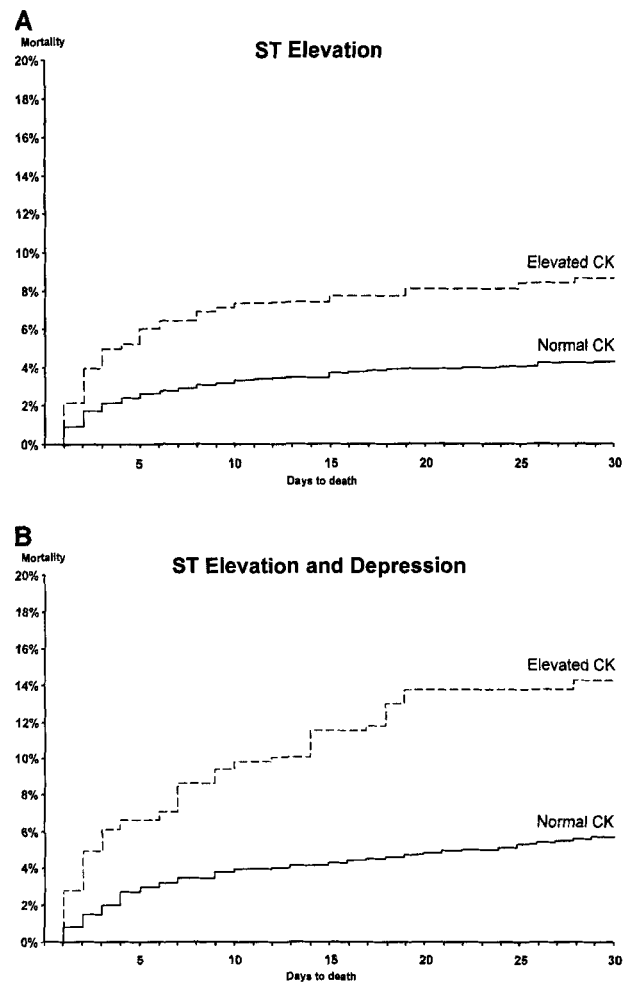 A
Mortality
ST Elevation
20%
18%
16%
14%
12%
10%
8%
6%
4%
2%
0%
Elevated CK
Normal CK
5 10 15 20 25 30
Days to death
B
Mortality
ST Elevation and Depression
20%
18%
16%
14%
12%
10%
8%
6%
4%
2%
0%
Elevated CK
Normal CK
5 10 15 20 25 30
Days to death